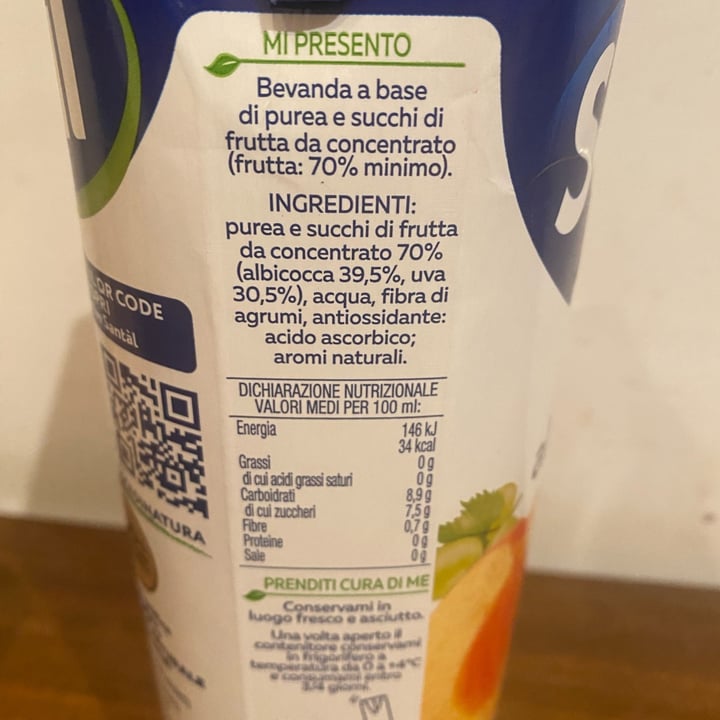 MI PRESENTO
Bevanda a base
di purea e succhi di
frutta da concentrato
(frutta: 70% minimo).
INGREDIENTI:
purea e succhi di frutta
da concentrato 70%
(albicocca 39,5%, uva
30,5%), acqua, fibra di
agrumi, antiossidante:
acido ascorbico;
aromi naturali.
DICHIARAZIONE NUTRIZIONALE
VALORI MEDI PER 100 ml:
Energia 146 kJ
34 kcal
Grassi 0 g
di cui acidi grassi saturi 0 g
Carboidrati 8,9 g
di cui zuccheri 7,5 g
Fibre 0,7 g
Proteine 0 g
Sale 0 g
PRENDITI CURA DI ME
Conservami in
luogo fresco e asciutto.
Una volta aperto il
contenitore conservami
in frigorifero a
temperatura da 0 a +4°C
e consumami entro
3/4 giorni.
CODE
Santàl
S